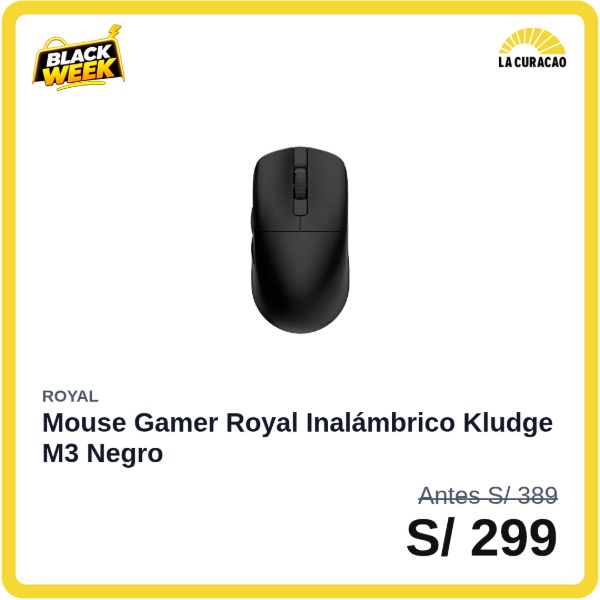 BLACK
WEEK
LA CURACAO
ROYAL
Mouse Gamer Royal Inalámbrico Kludge
M3 Negro
Antes S/ 389
S/ 299